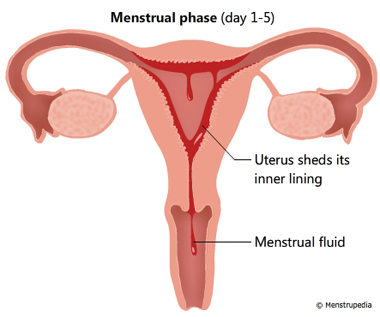 Menstrual phase (day 1-5)
Uterus sheds its
inner lining
Menstrual fluid
© Menstrupedia